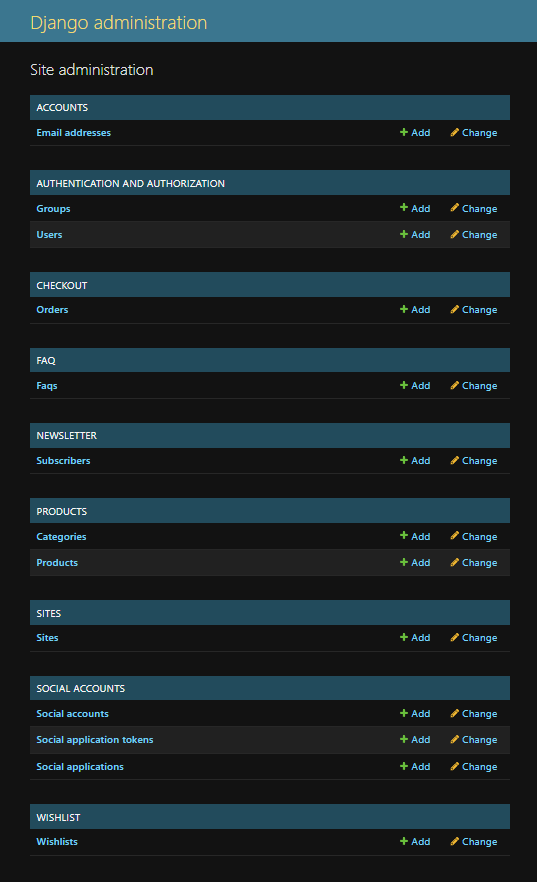 Django administration
Site administration
ACCOUNTS
Email addresses Add Change
AUTHENTICATION AND AUTHORIZATION
Groups Add Change
Users Add Change
CHECKOUT
Orders Add Change
FAQ
Faqs Add Change
NEWSLETTER
Subscribers Add Change
PRODUCTS
Categories Add Change
Products Add Change
SITES
Sites Add Change
SOCIAL ACCOUNTS
Social accounts Add Change
Social application tokens Add Change
Social applications Add Change
WISHLIST
Wishlists Add Change